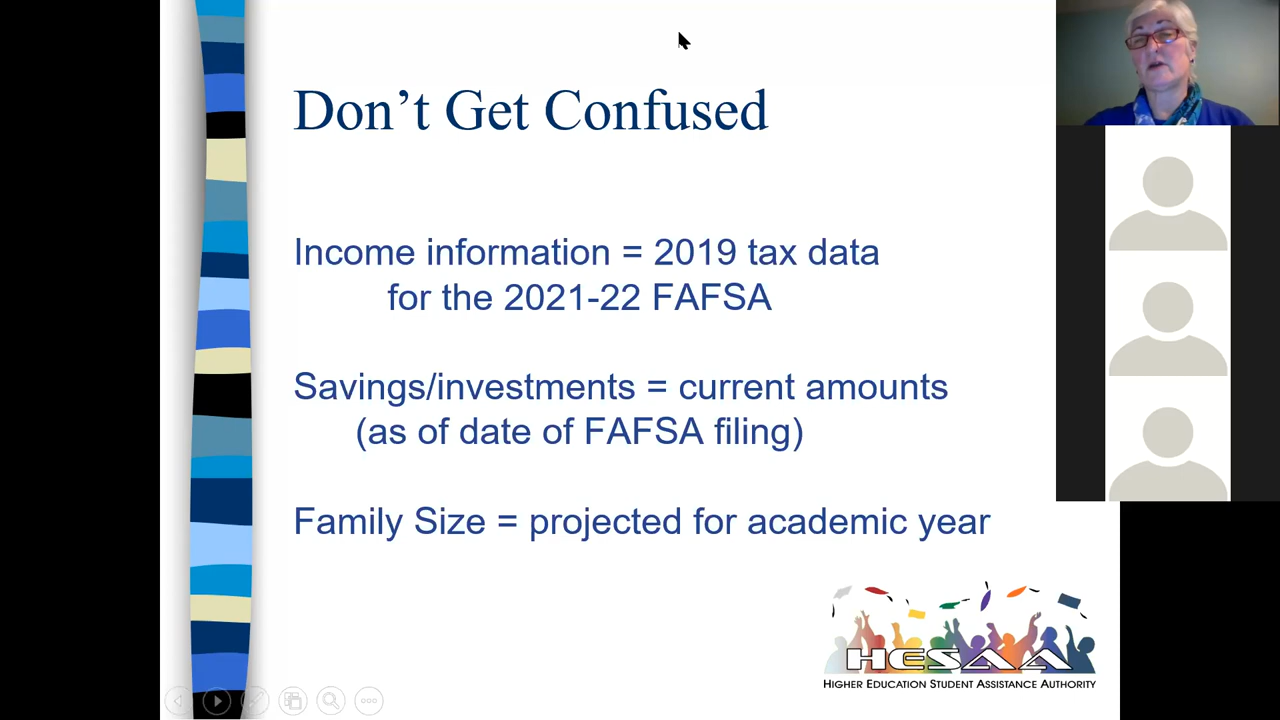 Don’t Get Confused
Income information = 2019 tax data
for the 2021-22 FAFSA
Savings/investments = current amounts
(as of date of FAFSA filing)
Family Size = projected for academic year
HESAA
HIGHER EDUCATION STUDENT ASSISTANCE AUTHORITY